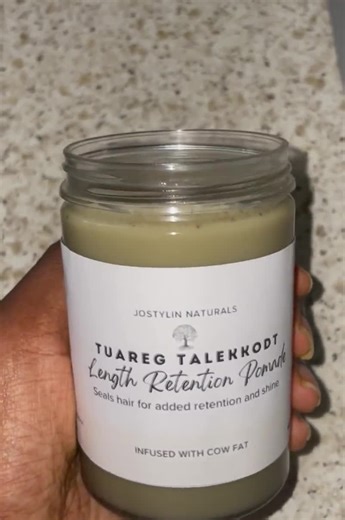 JOSTYLIN NATURALS
TUAREG TALEKKODT
Length Retention Pomade
Seals hair for added retention and shine
INFUSED WITH COW FAT